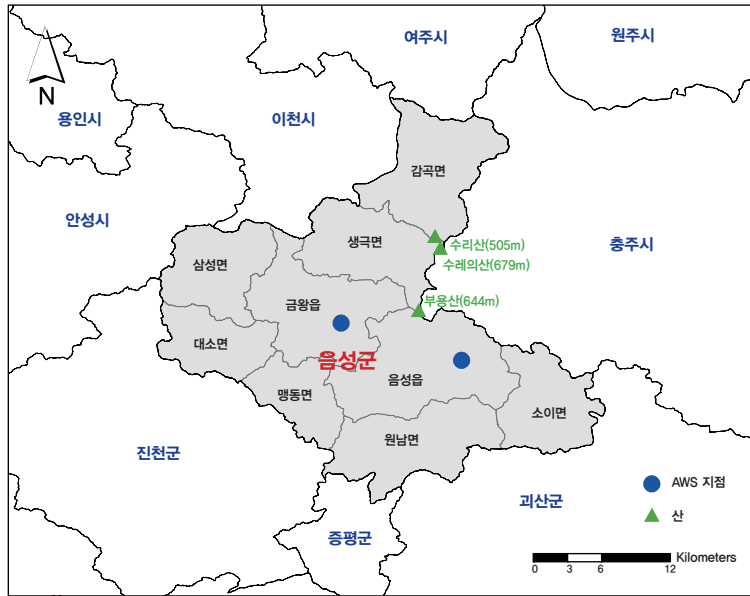 여주시
원주시
N
용인시
이천시
감곡면
안성시
생극면
수리산(505m)
충주시
삼성면
수레의산(679m)
금왕읍
부용산(644m)
대소면
음성군
음성읍
맹동면
소이면
원남면
진천군
AWS 지점
괴산군
산
증평군
Kilometers
0 3 6 12